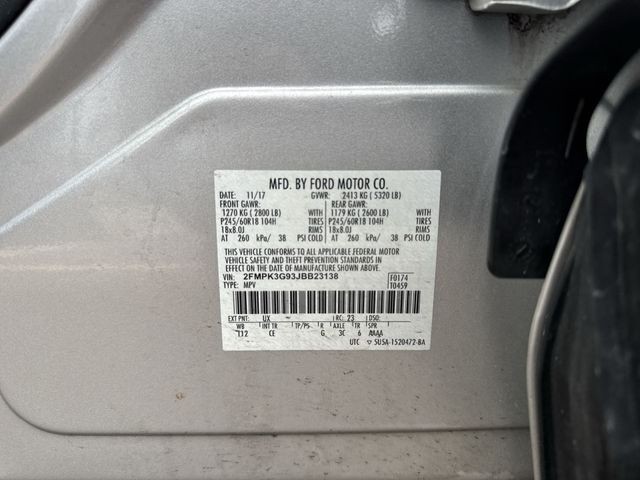 MFD. BY FORD MOTOR CO.
DATE: 11/17 GVWR: 2413 KG ( 5320 LB)
FRONT GAWR: REAR GAWR:
1270 KG ( 2800 LB) WITH 1179 KG ( 2600 LB) WITH
P245/60R18 104H TIRES P245/60R18 104H TIRES
18x8.0J RIMS 18x8.0J RIMS
AT 260 kPa/ 38 PSI COLD AT 260 kPa/ 38 PSI COLD
THIS VEHICLE CONFORMS TO ALL APPLICABLE FEDERAL MOTOR
VEHICLE SAFETY AND THEFT PREVENTION STANDARDS IN
EFFECT ON THE DATE OF MANUFACTURE SHOWN ABOVE.
VIN: 2FMPK3G93JBB23138 F0174
TYPE: MPV T0459
EXT PNT: UX RC: 23 DSO:
WB INT TR TP/PS R AXLE TR SPR
112 CE G 3C 6 AAAA
UTC ▽ 5U5A-1520472-BA